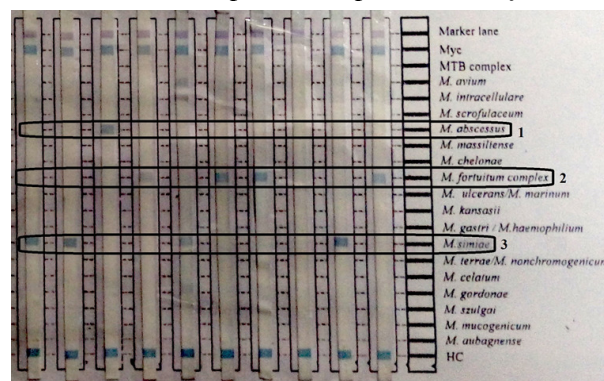 Marker lane
Myc
MTB complex
M. avium
M. intracellulare
M. scrofulaceum
M. abscessus 1
M. massiliense
M. chelonae
M. fortuitum complex 2
M. ulcerans/M. marinum
M. kansasii
M. gastri / M.haemophilium
M.simiae 3
M. terrae/M. nonchromogenicum
M. celatum
M. gordonae
M. szulgai
M. mucogenicum
M. aubagnense
HC